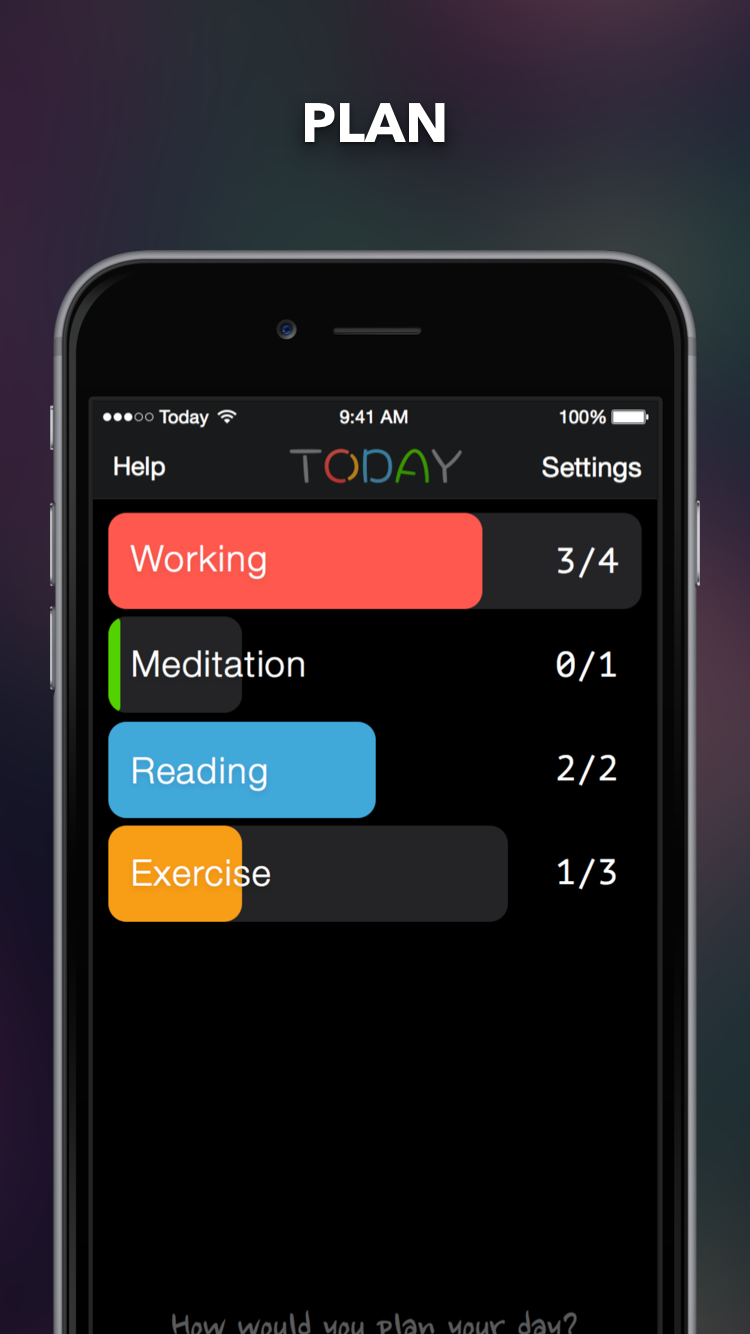 PLAN
Today 9:41 AM 100%
Help TODAY Settings
Working 3/4
Meditation 0/1
Reading 2/2
Exercise 1/3
How would you plan your day?